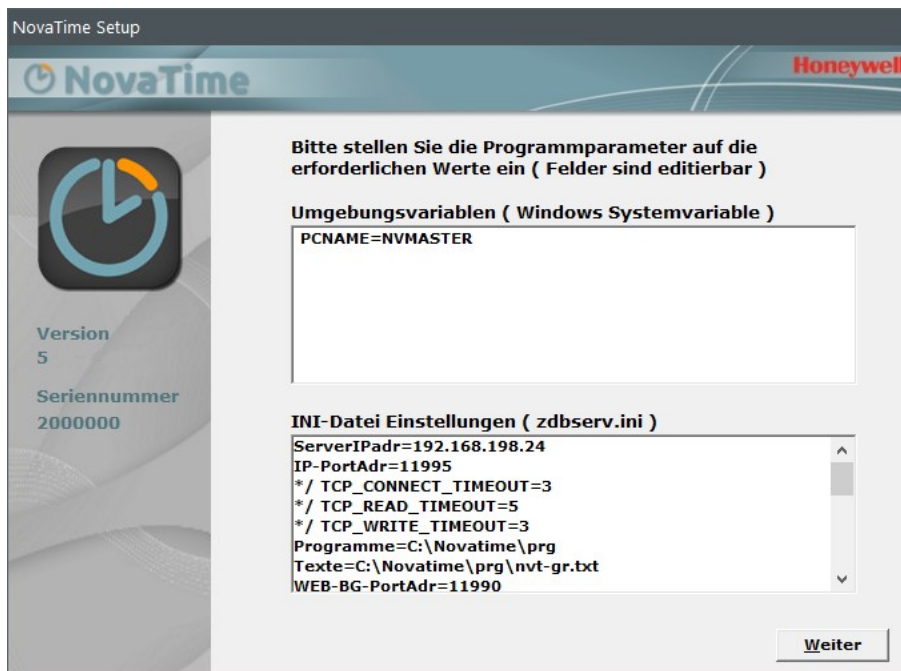 NovaTime Setup
NovaTime
Honeywell
Bitte stellen Sie die Programmparameter auf die
erforderlichen Werte ein ( Felder sind editierbar )
Umgebungsvariablen ( Windows Systemvariable )
PCNAME=NVMASTER
Version
5
Seriennummer
2000000
INI-Datei Einstellungen ( zdbserv.ini )
ServerIPadr=192.168.198.24
IP-PortAdr=11995
*/ TCP_CONNECT_TIMEOUT=3
*/ TCP_READ_TIMEOUT=5
*/ TCP_WRITE_TIMEOUT=3
Programme=C:\Novatime\prg
Texte=C:\Novatime\prg\nvt-gr.txt
WEB-BG-PortAdr=11990
Weiter